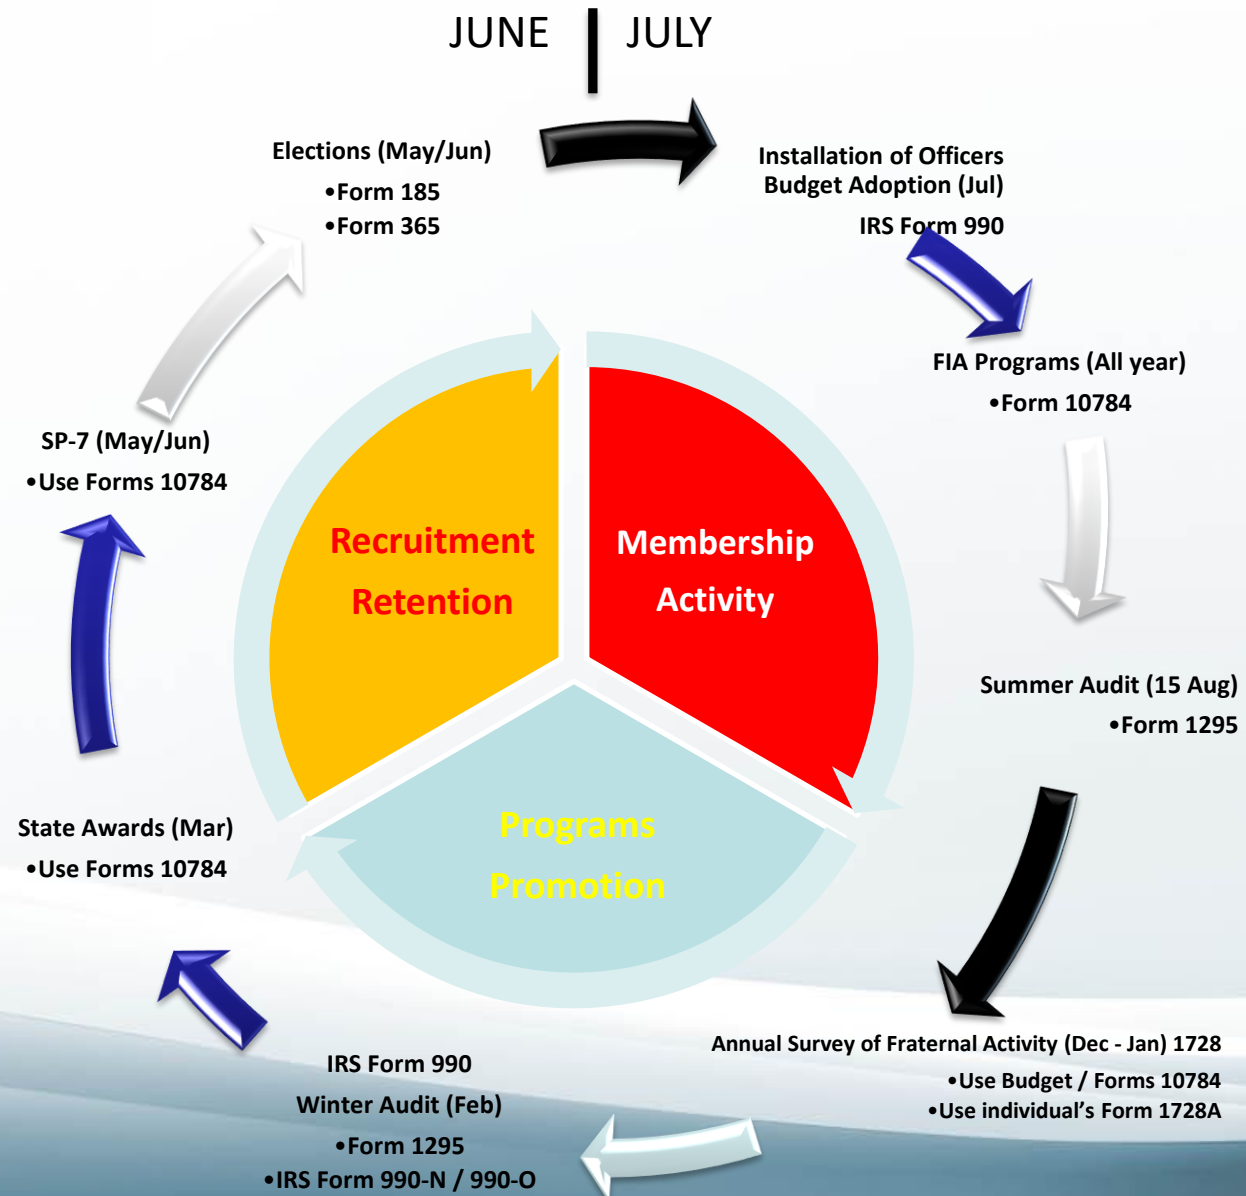 JUNE | JULY
Elections (May/Jun)
•Form 185
•Form 365
Installation of Officers
Budget Adoption (Jul)
IRS Form 990
FIA Programs (All year)
•Form 10784
Summer Audit (15 Aug)
•Form 1295
Annual Survey of Fraternal Activity (Dec - Jan) 1728
•Use Budget / Forms 10784
•Use individual's Form 1728A
IRS Form 990
Winter Audit (Feb)
•Form 1295
•IRS Form 990-N / 990-O
State Awards (Mar)
•Use Forms 10784
SP-7 (May/Jun)
•Use Forms 10784
Recruitment
Retention
Membership
Activity
Programs
Promotion